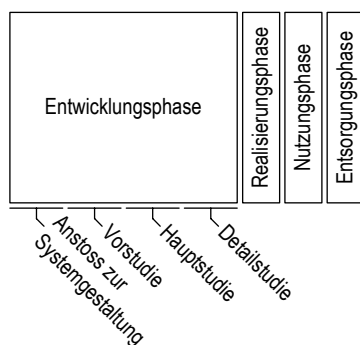 Entwicklungsphase
Realisierungsphase
Nutzungsphase
Entsorgungsphase
Anstoss zur
Systemgestaltung
Vorstudie
Hauptstudie
Detailstudie